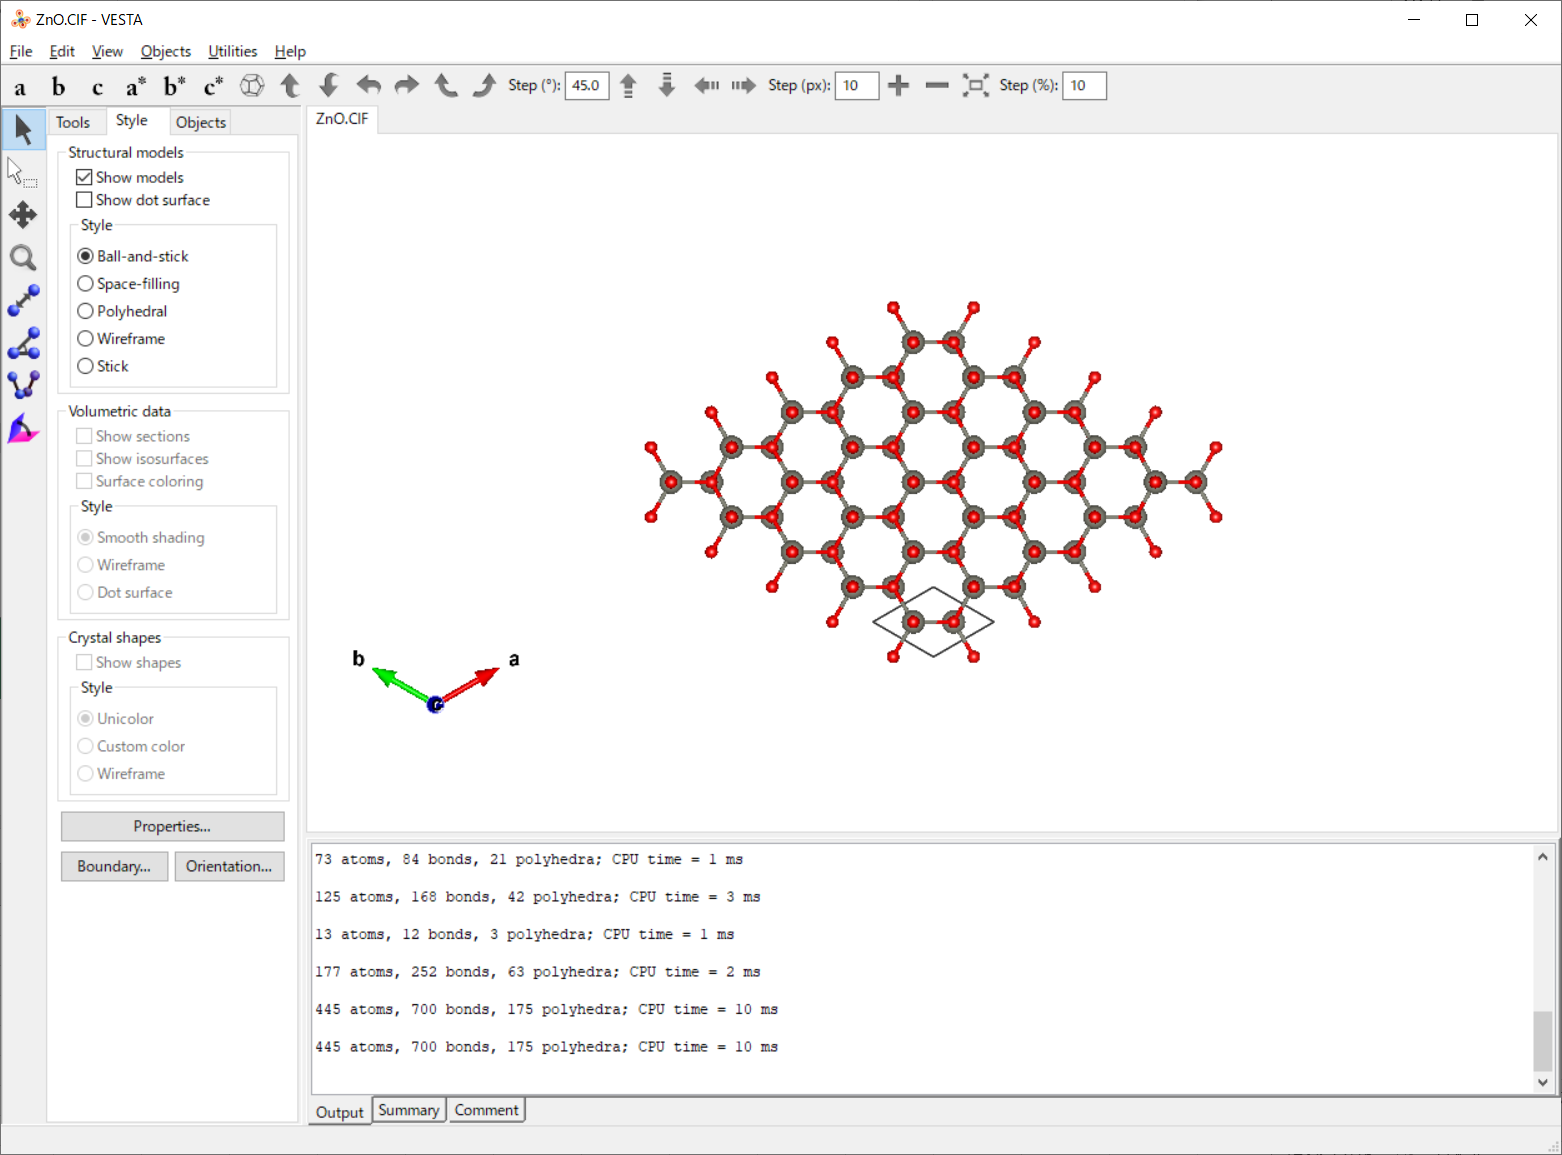 ZnO.CIF - VESTA
File Edit View Objects Utilities Help
a b c a* b* c* Step (°): 45.0 Step (px): 10 Step (%): 10
Tools Style Objects
ZnO.CIF
Structural models
Show models
Show dot surface
Style
Ball-and-stick
Space-filling
Polyhedral
Wireframe
Stick
Volumetric data
Show sections
Show isosurfaces
Surface coloring
Style
Smooth shading
Wireframe
Dot surface
Crystal shapes
Show shapes
Style
Unicolor
Custom color
Wireframe
Properties...
Boundary... Orientation...
b a
73 atoms, 84 bonds, 21 polyhedra; CPU time = 1 ms
125 atoms, 168 bonds, 42 polyhedra; CPU time = 3 ms
13 atoms, 12 bonds, 3 polyhedra; CPU time = 1 ms
177 atoms, 252 bonds, 63 polyhedra; CPU time = 2 ms
445 atoms, 700 bonds, 175 polyhedra; CPU time = 10 ms
445 atoms, 700 bonds, 175 polyhedra; CPU time = 10 ms
Output Summary Comment